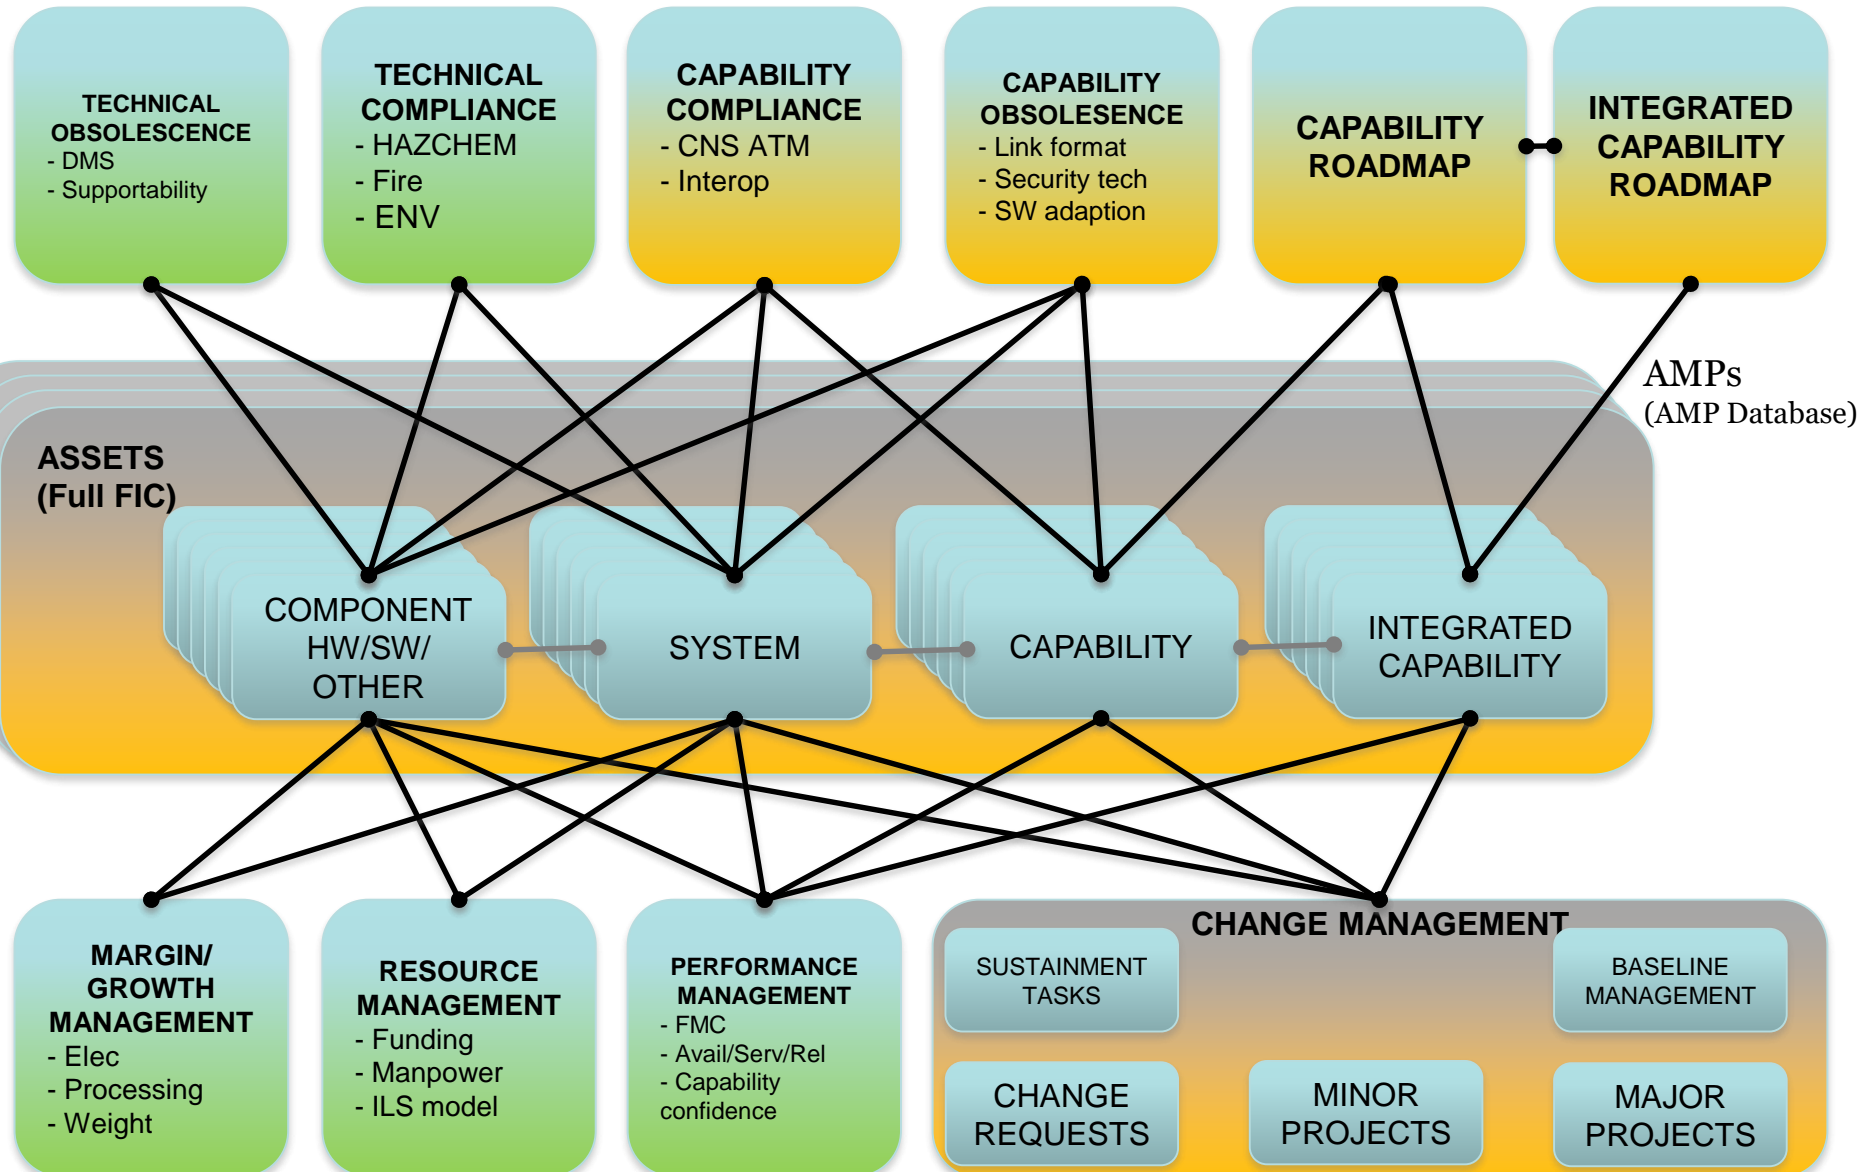 TECHNICAL
OBSOLESCENCE
- DMS
- Supportability
TECHNICAL
COMPLIANCE
- HAZCHEM
- Fire
- ENV
CAPABILITY
COMPLIANCE
- CNS ATM
- Interop
CAPABILITY
OBSOLESENCE
- Link format
- Security tech
- SW adaption
CAPABILITY
ROADMAP
INTEGRATED
CAPABILITY
ROADMAP
AMPs
(AMP Database)
ASSETS
(Full FIC)
COMPONENT
HW/SW/
OTHER
SYSTEM
CAPABILITY
INTEGRATED
CAPABILITY
MARGIN/
GROWTH
MANAGEMENT
- Elec
- Processing
- Weight
RESOURCE
MANAGEMENT
- Funding
- Manpower
- ILS model
PERFORMANCE
MANAGEMENT
- FMC
- Avail/Serv/Rel
- Capability
confidence
CHANGE MANAGEMENT
SUSTAINMENT
TASKS
BASELINE
MANAGEMENT
CHANGE
REQUESTS
MINOR
PROJECTS
MAJOR
PROJECTS